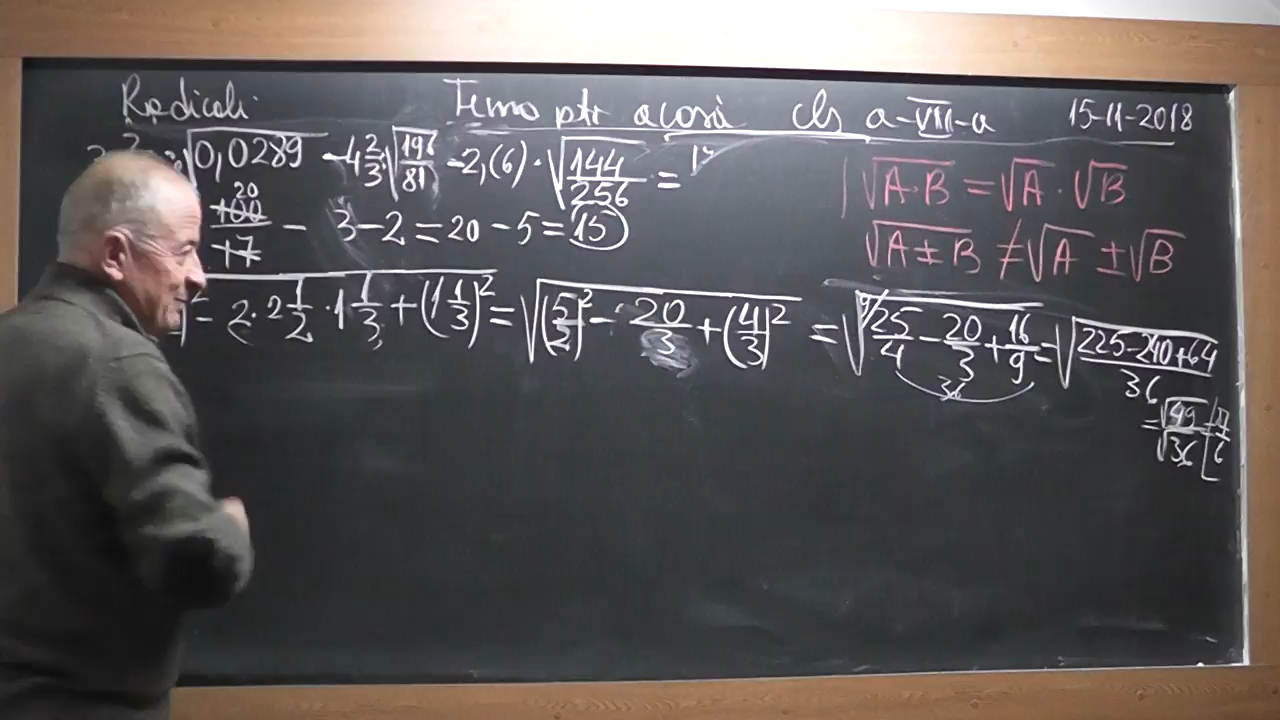 Radicali Tema ptr acasă cls a-VIII-a 15-11-2018
√0,0289 - 4 2/3 · √(196/81) - 2,(6) · √(144/256) =
√(A·B) = √A · √B
20
100/17 - 3 - 2 = 20 - 5 = 15
√(A±B) ≠ √A ± √B
² - 2·2 1/2 · 1 1/3 + (1 1/3)² = √((5/2)² - 20/3 + (4/3)²) = √(25/4 - 20/3 + 16/9) = √((225-240+64)/36)
36
= √49/√36 = 7/6